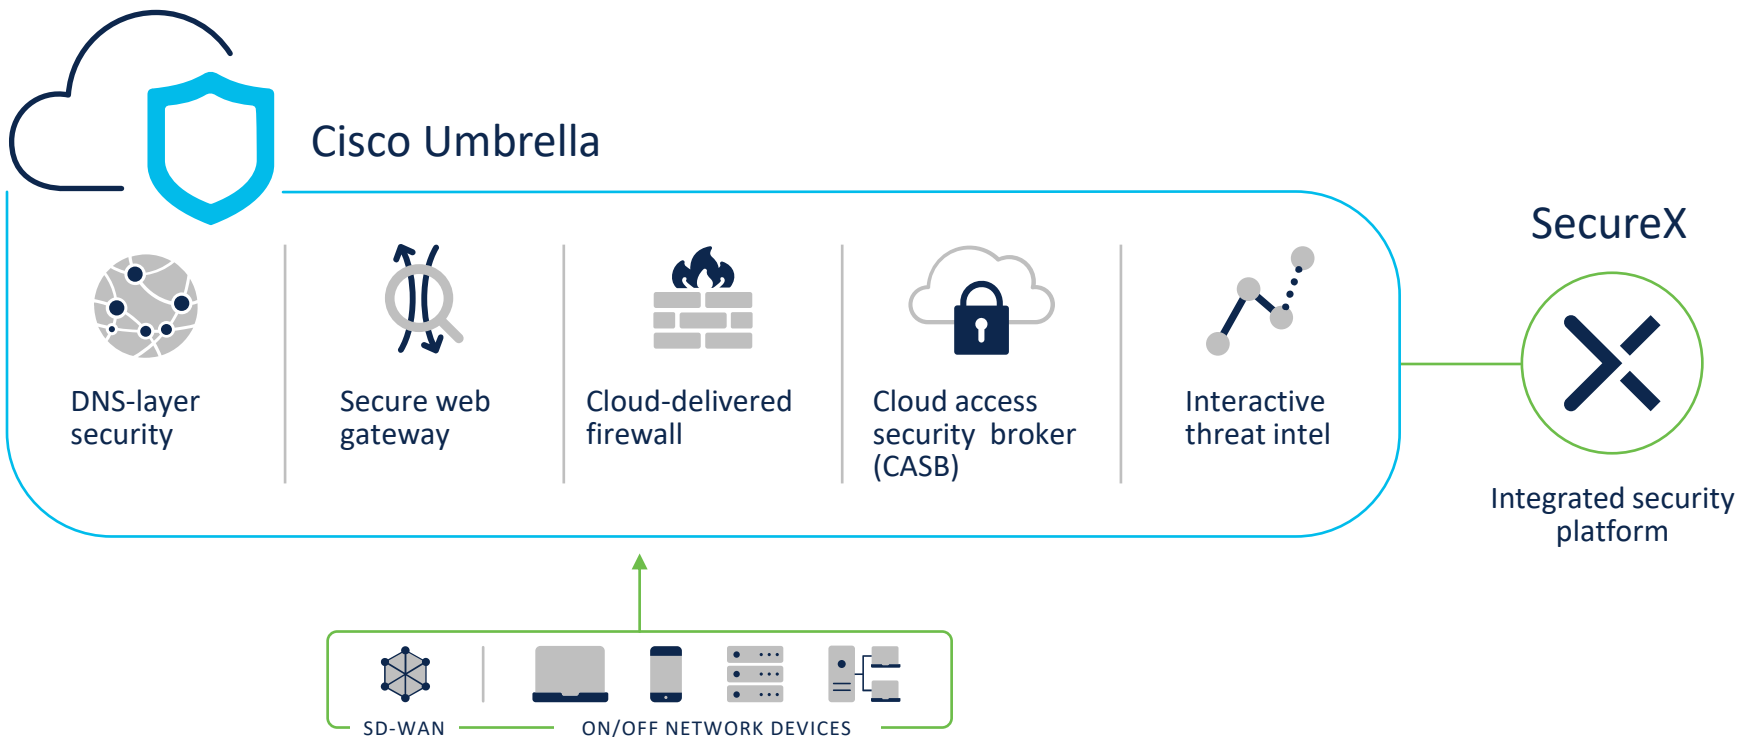 Cisco Umbrella
DNS-layer
security
Secure web
gateway
Cloud-delivered
firewall
Cloud access
security broker
(CASB)
Interactive
threat intel
SecureX
Integrated security
platform
SD-WAN
ON/OFF NETWORK DEVICES